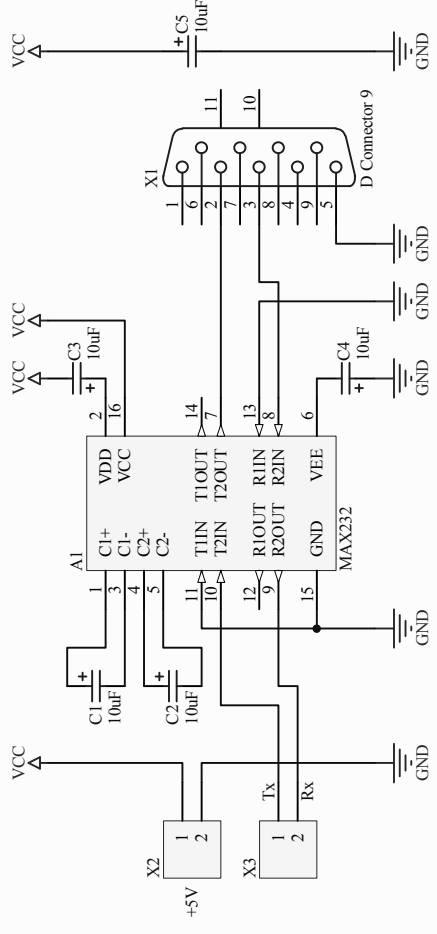 VCC
C5
+
10uF
GND
X1
11
10
1
6
2
7
3
8
4
9
5
D Connector 9
GND
GND
VCC
VCC
C3
10uF
+
2
16
14
7
13
8
6
C4
10uF
+
GND
A1
VDD
VCC
T1OUT
T2OUT
R1IN
R2IN
VEE
C1+
C1-
C2+
C2-
T1IN
T2IN
R1OUT
R2OUT
GND
MAX232
1
3
4
5
11
10
12
9
15
GND
+
C1
10uF
+
C2
10uF
VCC
GND
Tx
Rx
X2
1
2
+5V
X3
1
2